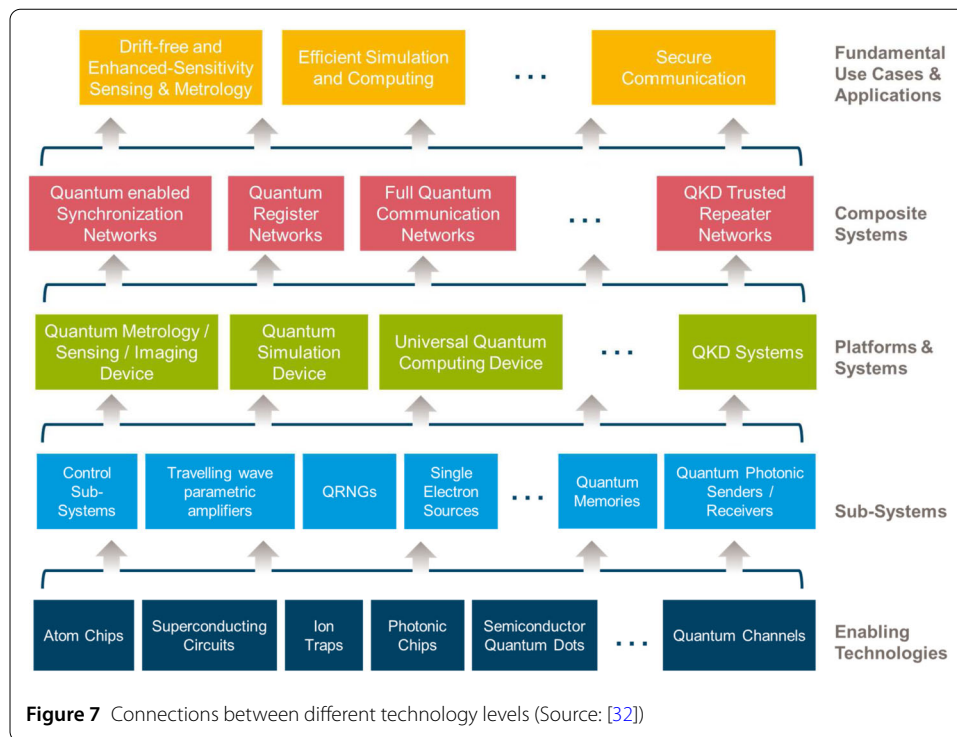 Drift-free and
Enhanced-Sensitivity
Sensing & Metrology
Efficient Simulation
and Computing
...
Secure
Communication
Fundamental
Use Cases &
Applications
Quantum enabled
Synchronization
Networks
Quantum
Register
Networks
Full Quantum
Communication
Networks
...
QKD Trusted
Repeater
Networks
Composite
Systems
Quantum Metrology /
Sensing / Imaging
Device
Quantum
Simulation
Device
Universal Quantum
Computing Device
...
QKD Systems
Platforms &
Systems
Control
Sub-
Systems
Travelling wave
parametric
amplifiers
QRNGs
Single
Electron
Sources
...
Quantum
Memories
Quantum Photonic
Senders /
Receivers
Sub-Systems
Atom Chips
Superconducting
Circuits
Ion
Traps
Photonic
Chips
Semiconductor
Quantum Dots
...
Quantum Channels
Enabling
Technologies
Figure 7 Connections between different technology levels (Source: [32])